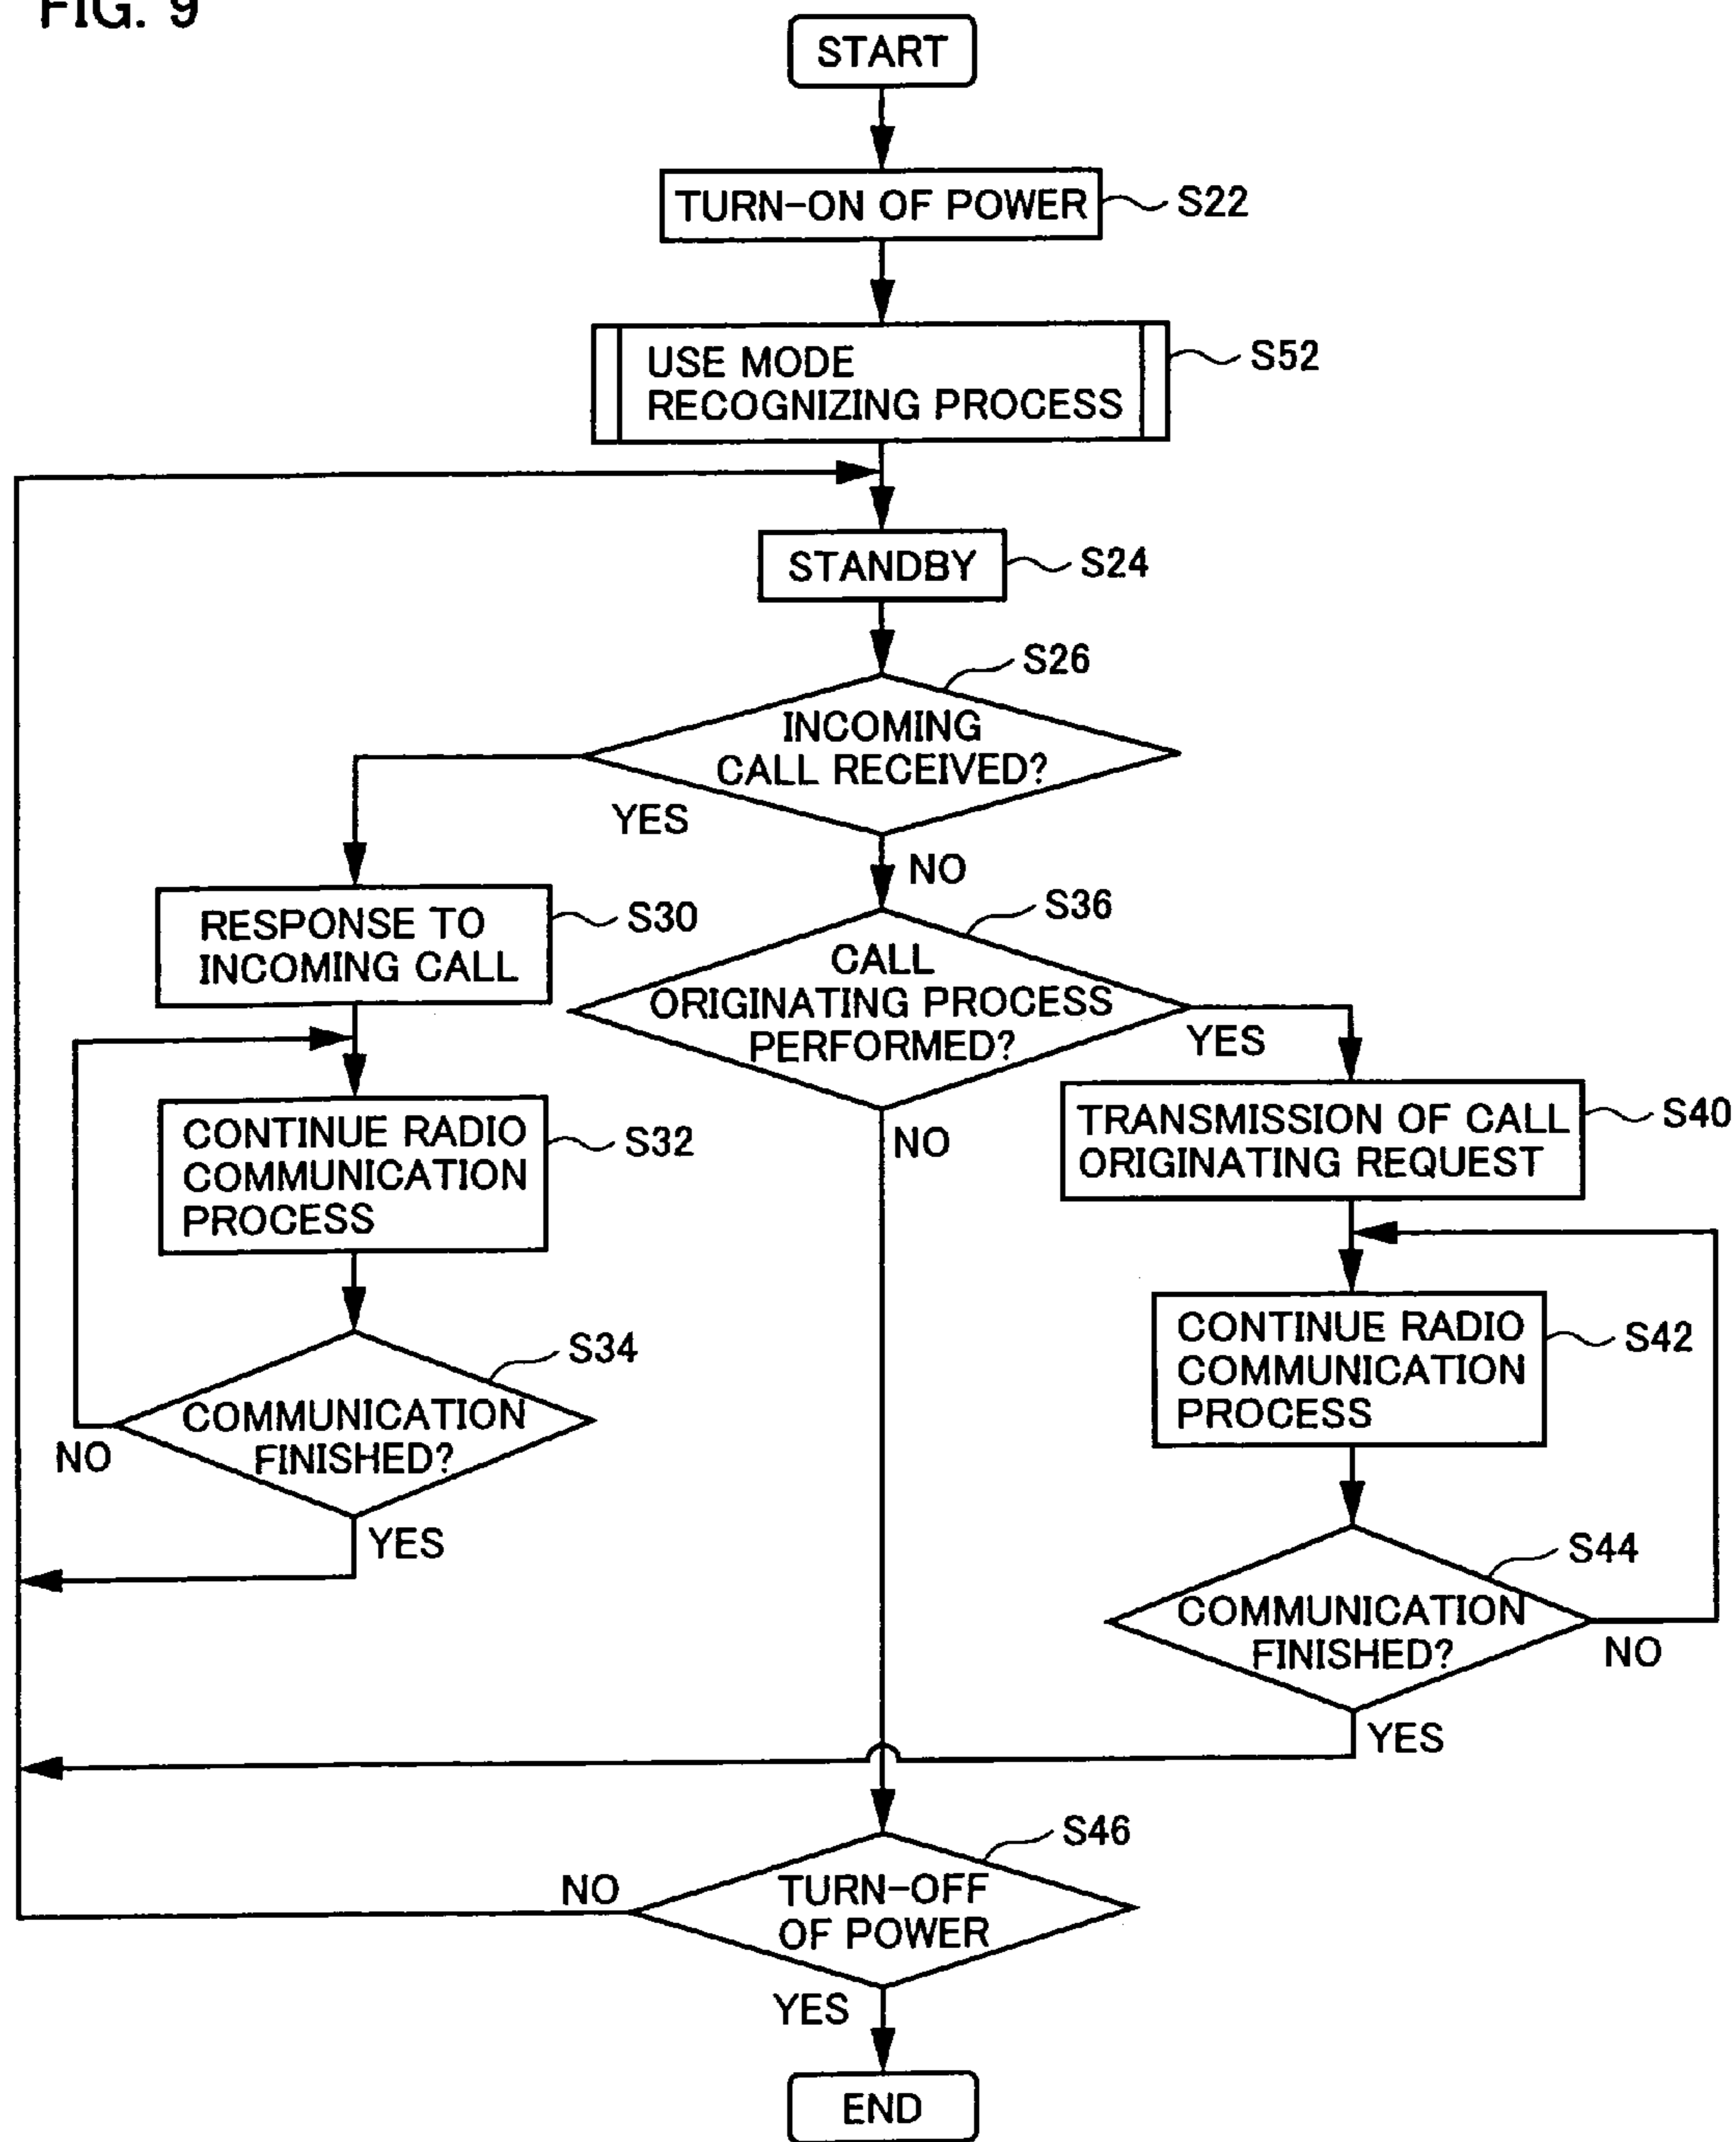 FIG. 9
START
TURN-ON OF POWER
S22
USE MODE
RECOGNIZING PROCESS
S52
STANDBY
S24
S26
INCOMING
CALL RECEIVED?
YES
NO
RESPONSE TO
INCOMING CALL
S30
S36
CALL
ORIGINATING PROCESS
PERFORMED?
YES
NO
TRANSMISSION OF CALL
ORIGINATING REQUEST
S40
CONTINUE RADIO
COMMUNICATION
PROCESS
S32
S34
COMMUNICATION
FINISHED?
NO
YES
CONTINUE RADIO
COMMUNICATION
PROCESS
S42
S44
COMMUNICATION
FINISHED?
NO
YES
S46
TURN-OFF
OF POWER
NO
YES
END